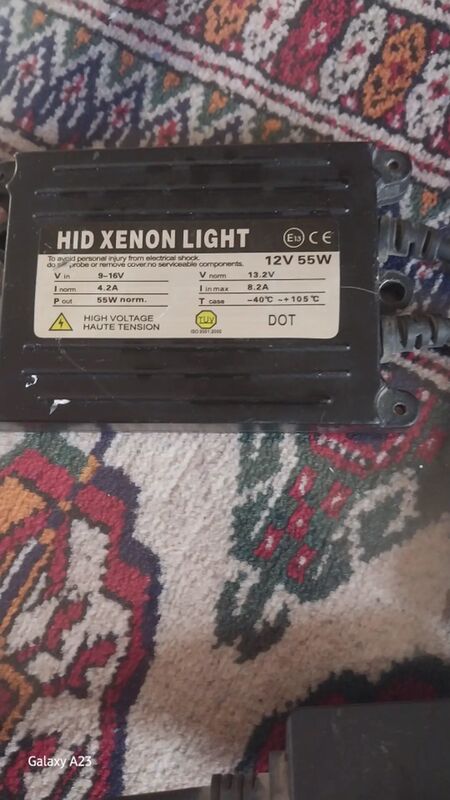 HID XENON LIGHT
E13 CE
To avoid personal injury from electrical shock.
do not probe or remove cover.no serviceable components.
12V 55W
V in 9-16V V norm 13.2V
I norm 4.2A I in max 8.2A
P out 55W norm. T case -40℃ ~+105℃
HIGH VOLTAGE
HAUTE TENSION
TUV
ISO 9001:2000
DOT
Galaxy A23